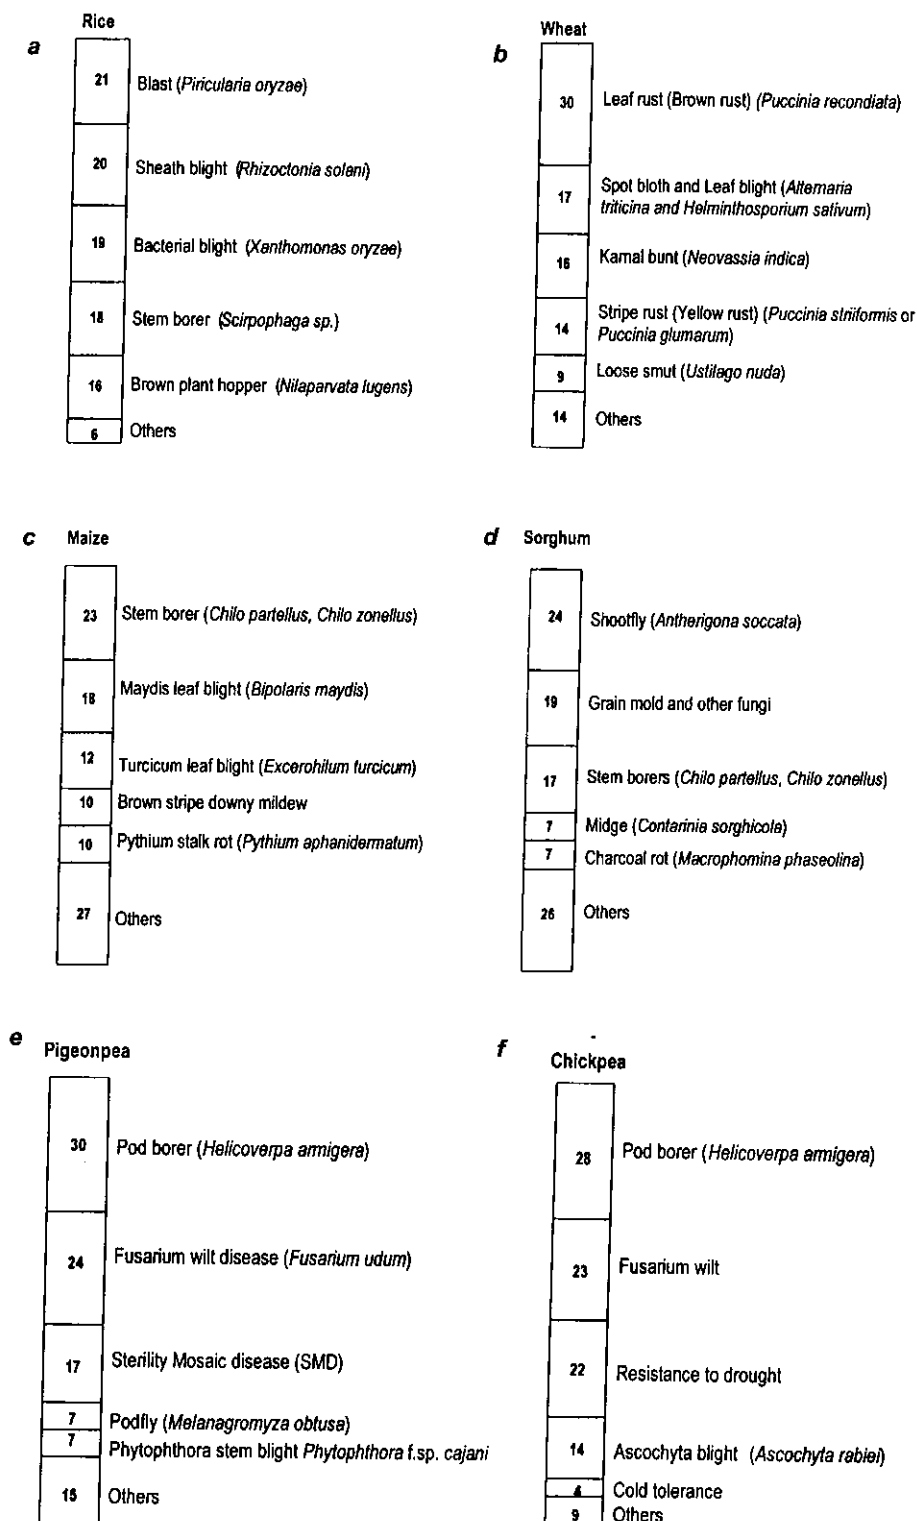 a
Rice
21 Blast (Piricularia oryzae)
20 Sheath blight (Rhizoctonia solani)
19 Bacterial blight (Xanthomonas oryzae)
18 Stem borer (Scirpophaga sp.)
16 Brown plant hopper (Nilaparvata lugens)
6 Others
b
Wheat
30 Leaf rust (Brown rust) (Puccinia recondiata)
17 Spot bloth and Leaf blight (Alternaria
triticina and Helminthosporium sativum)
16 Karnal bunt (Neovassia indica)
14 Stripe rust (Yellow rust) (Puccinia striiformis or
Puccinia glumarum)
9 Loose smut (Ustilago nuda)
14 Others
c
Maize
23 Stem borer (Chilo partellus, Chilo zonellus)
18 Maydis leaf blight (Bipolaris maydis)
12 Turcicum leaf blight (Excerohilum turcicum)
10 Brown stripe downy mildew
10 Pythium stalk rot (Pythium aphanidermatum)
27 Others
d
Sorghum
24 Shootfly (Antherigona soccata)
19 Grain mold and other fungi
17 Stem borers (Chilo partellus, Chilo zonellus)
7 Midge (Contarinia sorghicola)
7 Charcoal rot (Macrophomina phaseolina)
26 Others
e
Pigeonpea
30 Pod borer (Helicoverpa armigera)
24 Fusarium wilt disease (Fusarium udum)
17 Sterility Mosaic disease (SMD)
7 Podfly (Melanagromyza obtusa)
7 Phytophthora stem blight Phytophthora f.sp. cajani
15 Others
f
Chickpea
28 Pod borer (Helicoverpa armigera)
23 Fusarium wilt
22 Resistance to drought
14 Ascochyta blight (Ascochyta rabiei)
4 Cold tolerance
9 Others